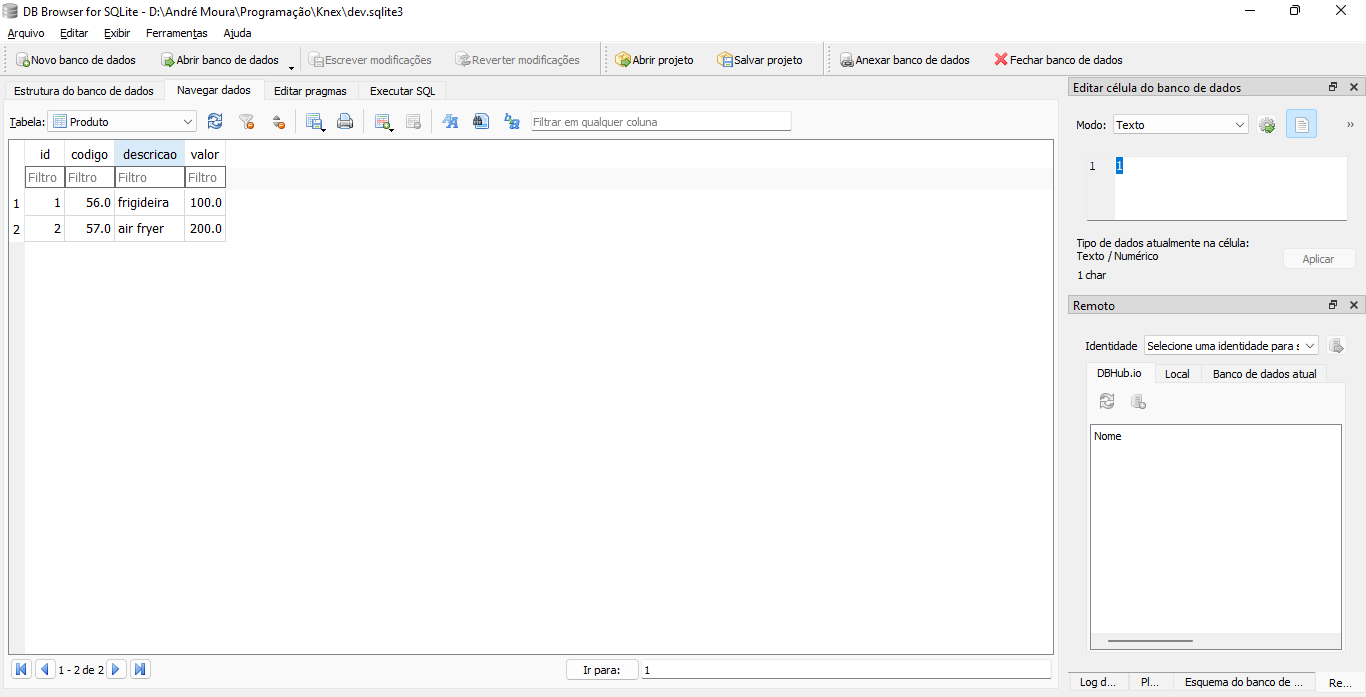 DB Browser for SQLite - D:\André Moura\Programação\Knex\dev.sqlite3
Arquivo Editar Exibir Ferramentas Ajuda
Novo banco de dados Abrir banco de dados Escrever modificações Reverter modificações Abrir projeto Salvar projeto Anexar banco de dados Fechar banco de dados
Estrutura do banco de dados Navegar dados Editar pragmas Executar SQL
Tabela: Produto Filtrar em qualquer coluna
id codigo descricao valor
Filtro Filtro Filtro Filtro
1 1 56.0 frigideira 100.0
2 2 57.0 air fryer 200.0
1 - 2 de 2 Ir para: 1
Editar célula do banco de dados
Modo: Texto »
1 1
Tipo de dados atualmente na célula:
Texto / Numérico
Aplicar
1 char
Remoto
Identidade Selecione uma identidade para s
DBHub.io Local Banco de dados atual
Nome
Log d... Pl... Esquema do banco de ... Re...